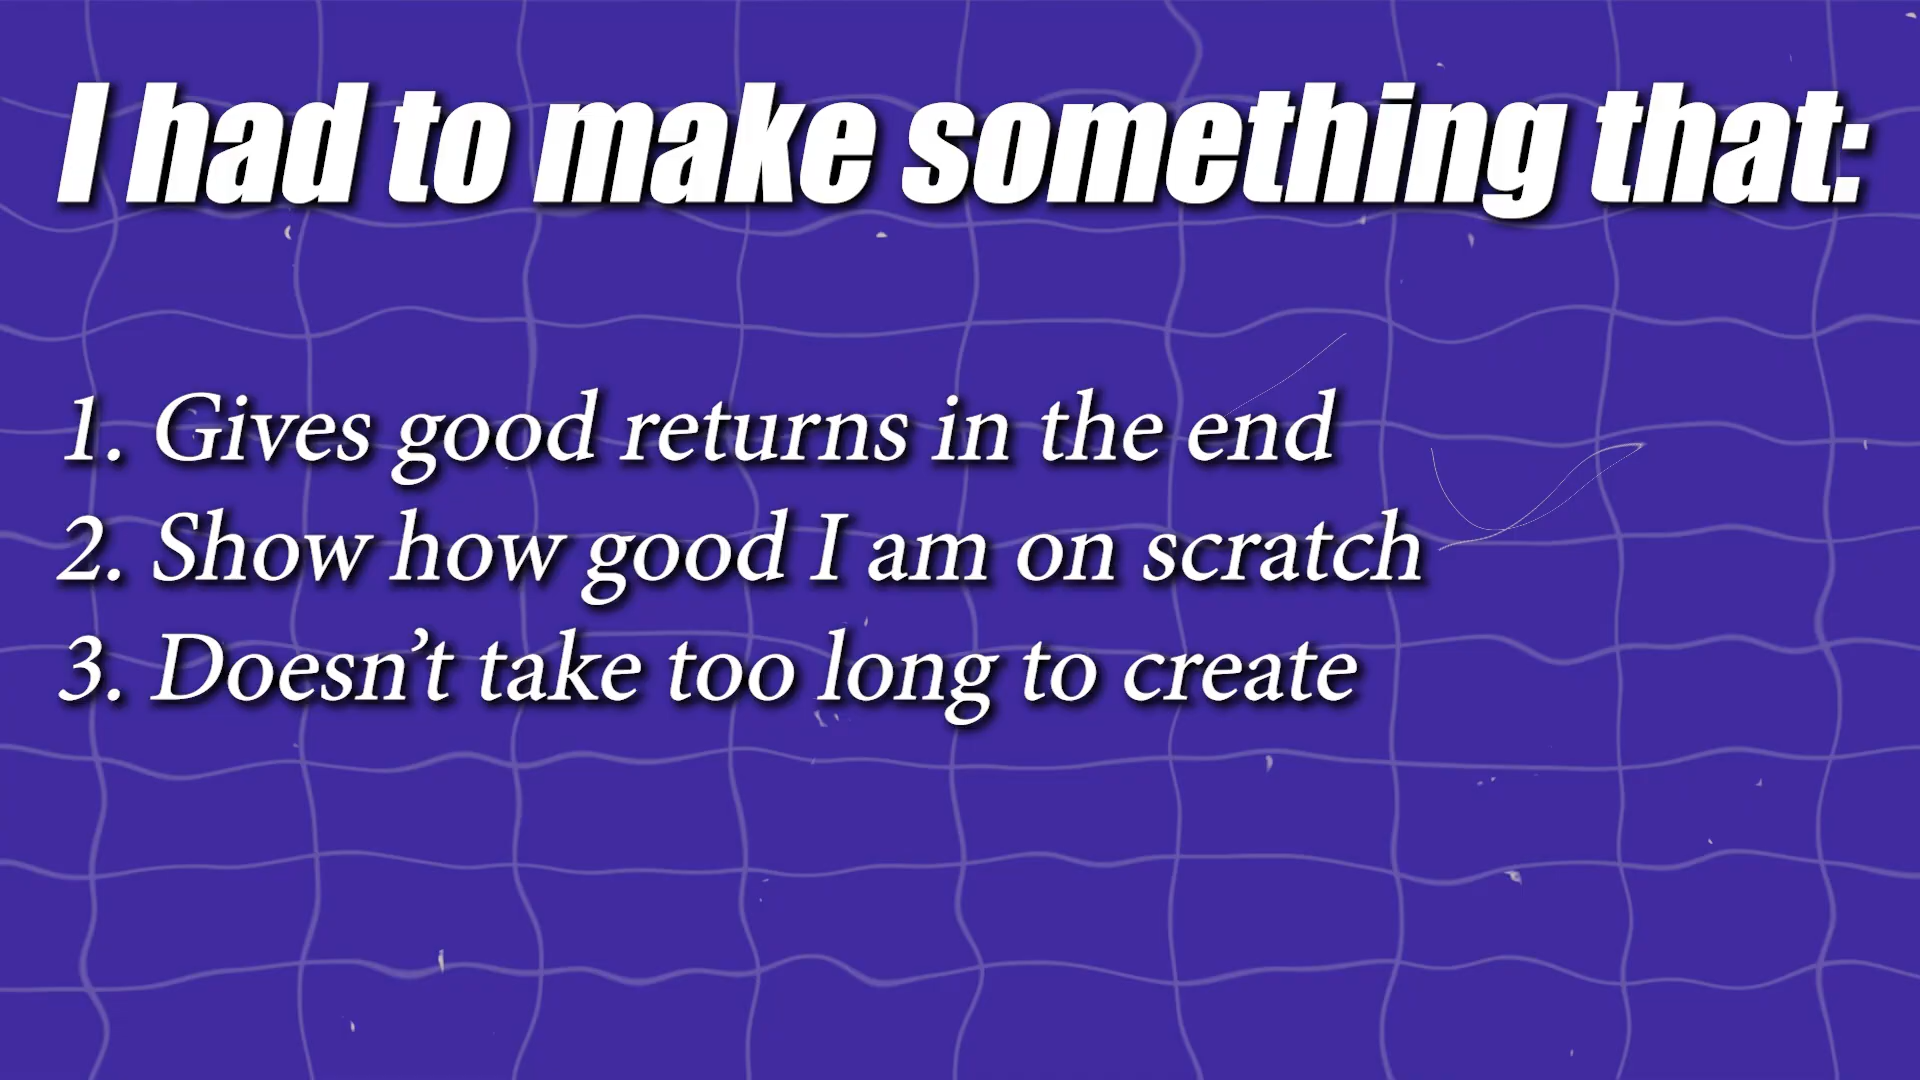 I had to make something that:
1. Gives good returns in the end
2. Show how good I am on scratch
3. Doesn’t take too long to create